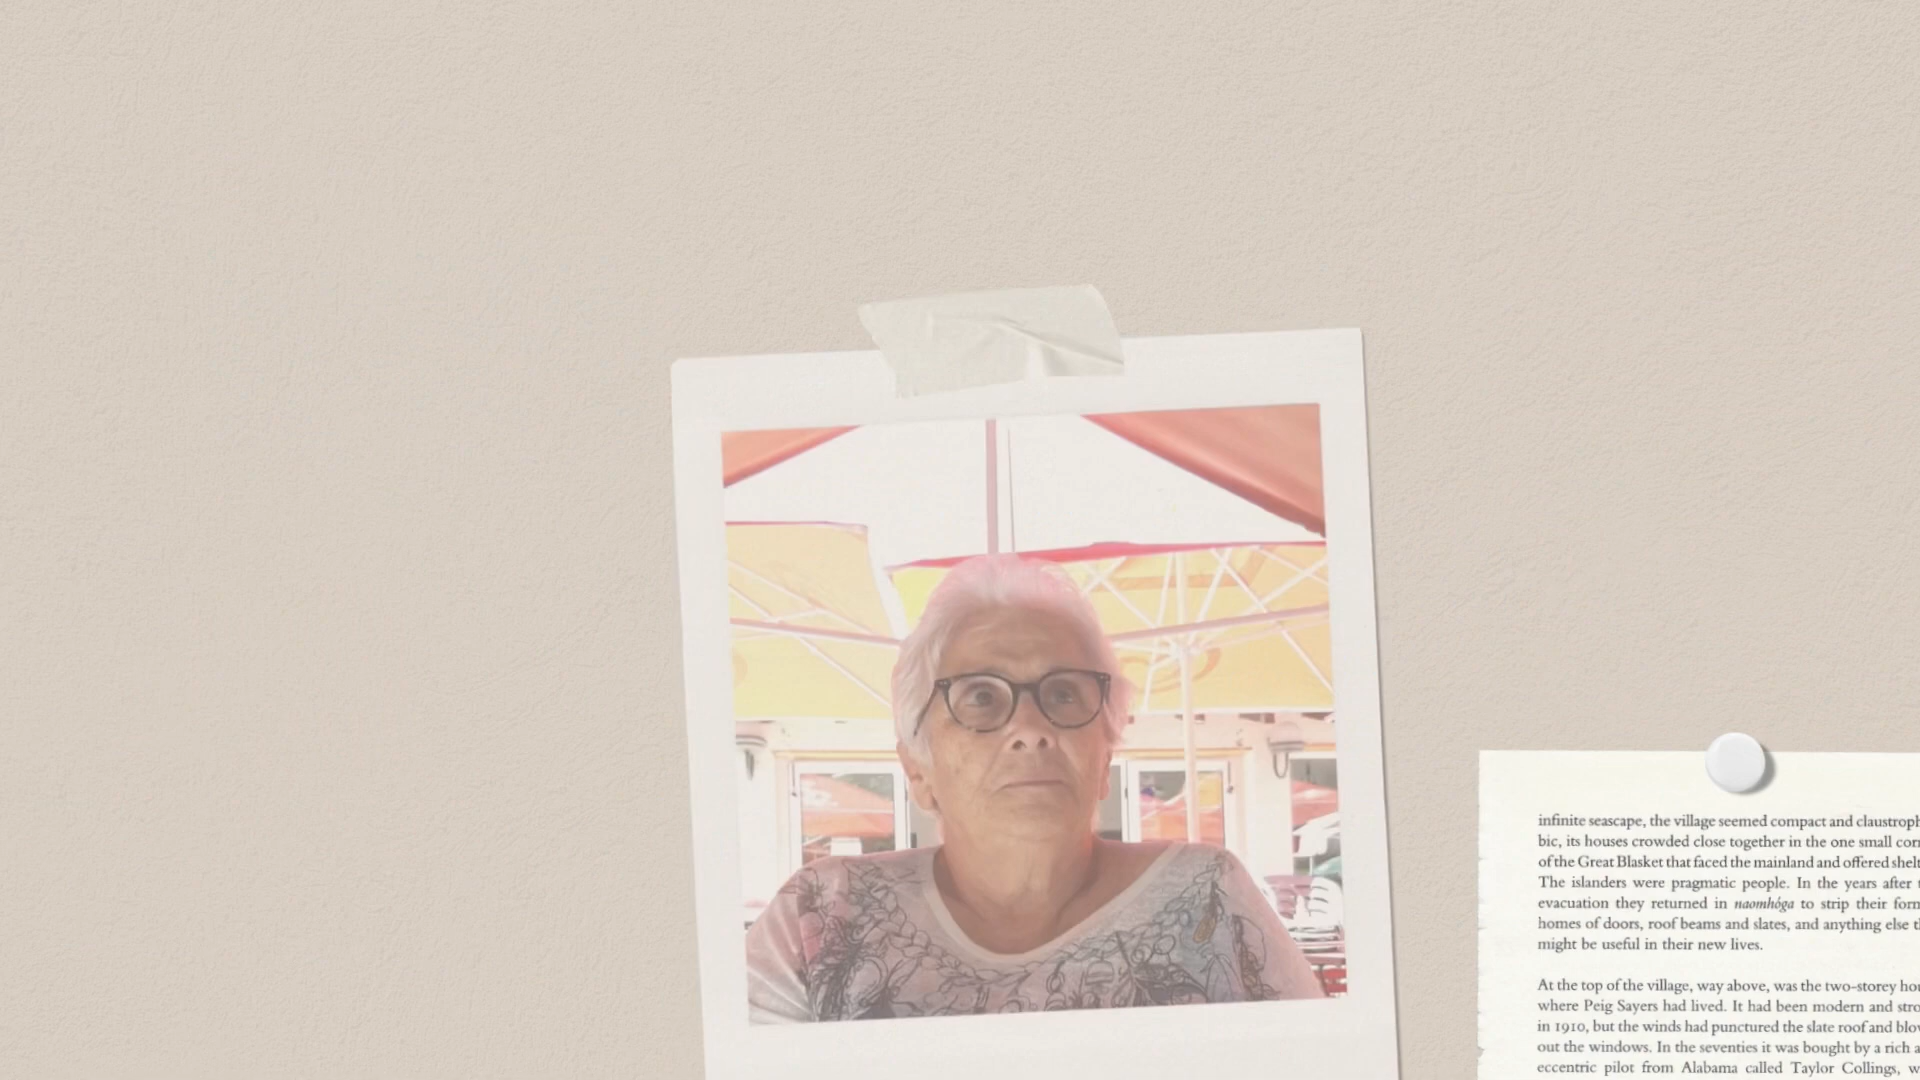 infinite seascape, the village seemed compact and claustroph
bic, its houses crowded close together in the one small corn
of the Great Blasket that faced the mainland and offered shelt
The islanders were pragmatic people. In the years after t
evacuation they returned in naomhóga to strip their form
homes of doors, roof beams and slates, and anything else th
might be useful in their new lives.
At the top of the village, way above, was the two-storey hou
where Peig Sayers had lived. It had been modern and stro
in 1910, but the winds had punctured the slate roof and blow
out the windows. In the seventies it was bought by a rich a
eccentric pilot from Alabama called Taylor Collings, w